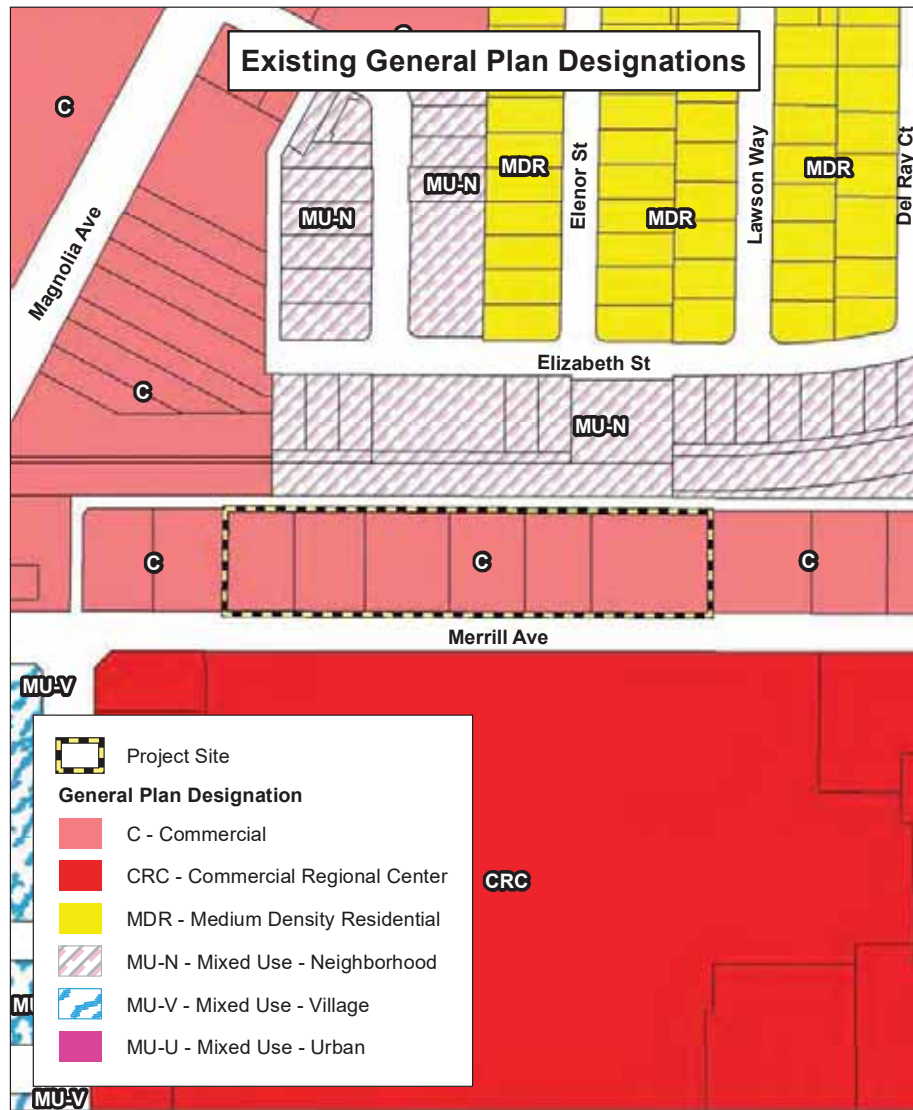 Existing General Plan Designations
C
C
MU-N
MU-N
MDR
MDR
MDR
Magnolia Ave
Elenor St
Lawson Way
Del Ray Ct
Elizabeth St
C
MU-N
C
C
C
Merrill Ave
MU-V
Project Site
General Plan Designation
C - Commercial
CRC - Commercial Regional Center
CRC
MDR - Medium Density Residential
MU-N - Mixed Use - Neighborhood
MU-V - Mixed Use - Village
MU-U - Mixed Use - Urban
MU-V